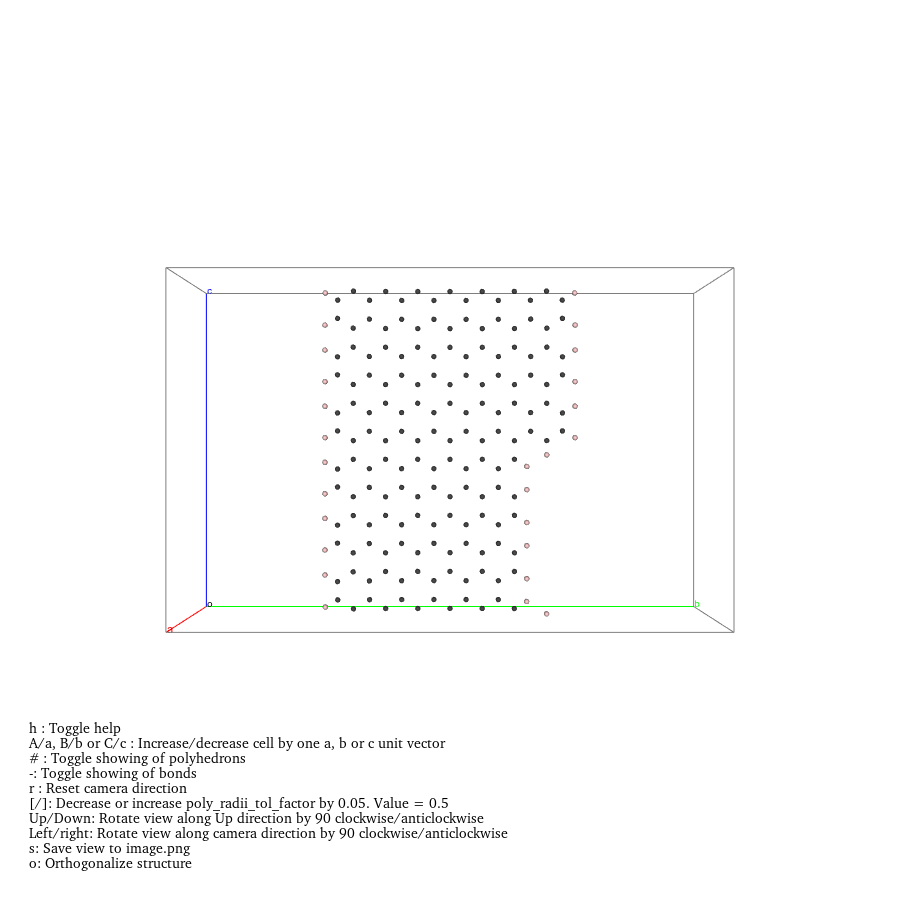 c
o
b
a
h : Toggle help
A/a, B/b or C/c : Increase/decrease cell by one a, b or c unit vector
# : Toggle showing of polyhedrons
-: Toggle showing of bonds
r : Reset camera direction
[/]: Decrease or increase poly_radii_tol_factor by 0.05. Value = 0.5
Up/Down: Rotate view along Up direction by 90 clockwise/anticlockwise
Left/right: Rotate view along camera direction by 90 clockwise/anticlockwise
s: Save view to image.png
o: Orthogonalize structure